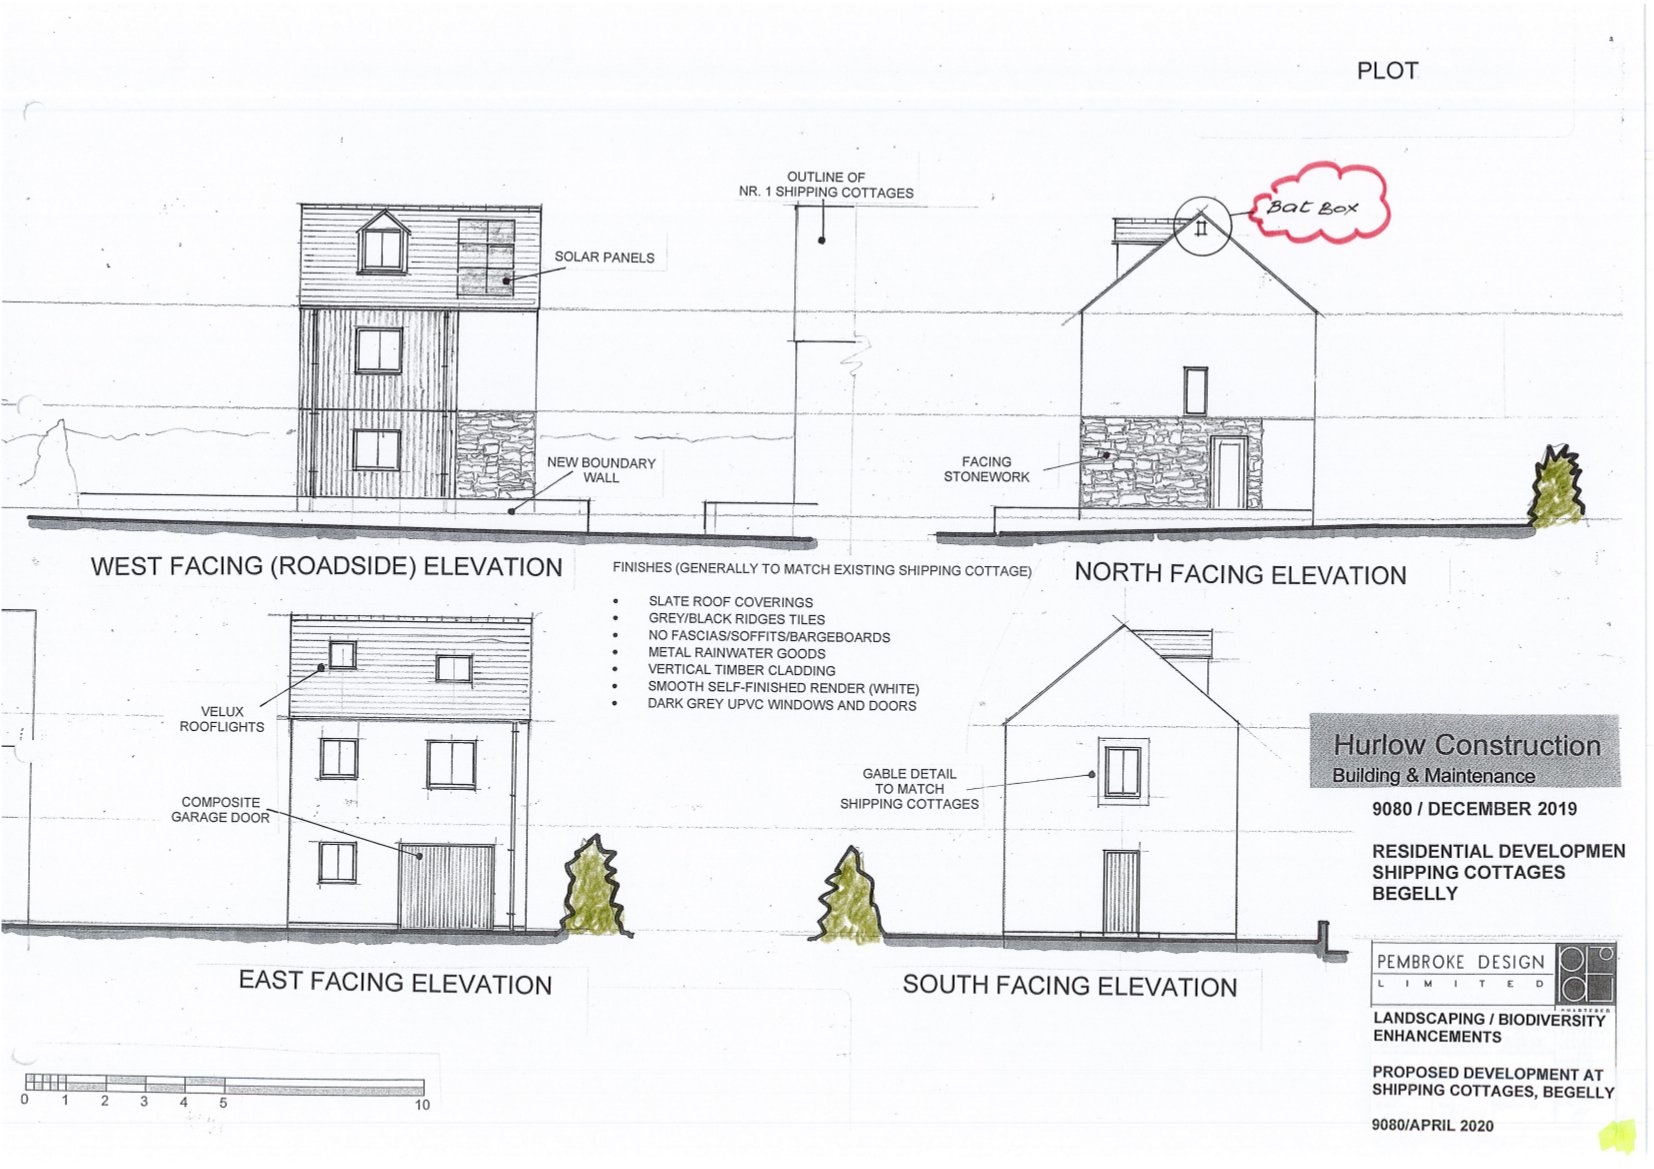 PLOT
OUTLINE OF
NR. 1 SHIPPING COTTAGES
Bat Box
SOLAR PANELS
NEW BOUNDARY
WALL
FACING
STONEWORK
WEST FACING (ROADSIDE) ELEVATION
NORTH FACING ELEVATION
FINISHES (GENERALLY TO MATCH EXISTING SHIPPING COTTAGE)
• SLATE ROOF COVERINGS
• GREY/BLACK RIDGES TILES
• NO FASCIAS/SOFFITS/BARGEBOARDS
• METAL RAINWATER GOODS
• VERTICAL TIMBER CLADDING
• SMOOTH SELF-FINISHED RENDER (WHITE)
• DARK GREY UPVC WINDOWS AND DOORS
VELUX
ROOFLIGHTS
COMPOSITE
GARAGE DOOR
GABLE DETAIL
TO MATCH
SHIPPING COTTAGES
EAST FACING ELEVATION
SOUTH FACING ELEVATION
Hurlow Construction
Building & Maintenance
9080 / DECEMBER 2019
RESIDENTIAL DEVELOPMEN
SHIPPING COTTAGES
BEGELLY
PEMBROKE DESIGN
LIMITED
LANDSCAPING / BIODIVERSITY
ENHANCEMENTS
PROPOSED DEVELOPMENT AT
SHIPPING COTTAGES, BEGELLY
9080/APRIL 2020
0 1 2 3 4 5 10